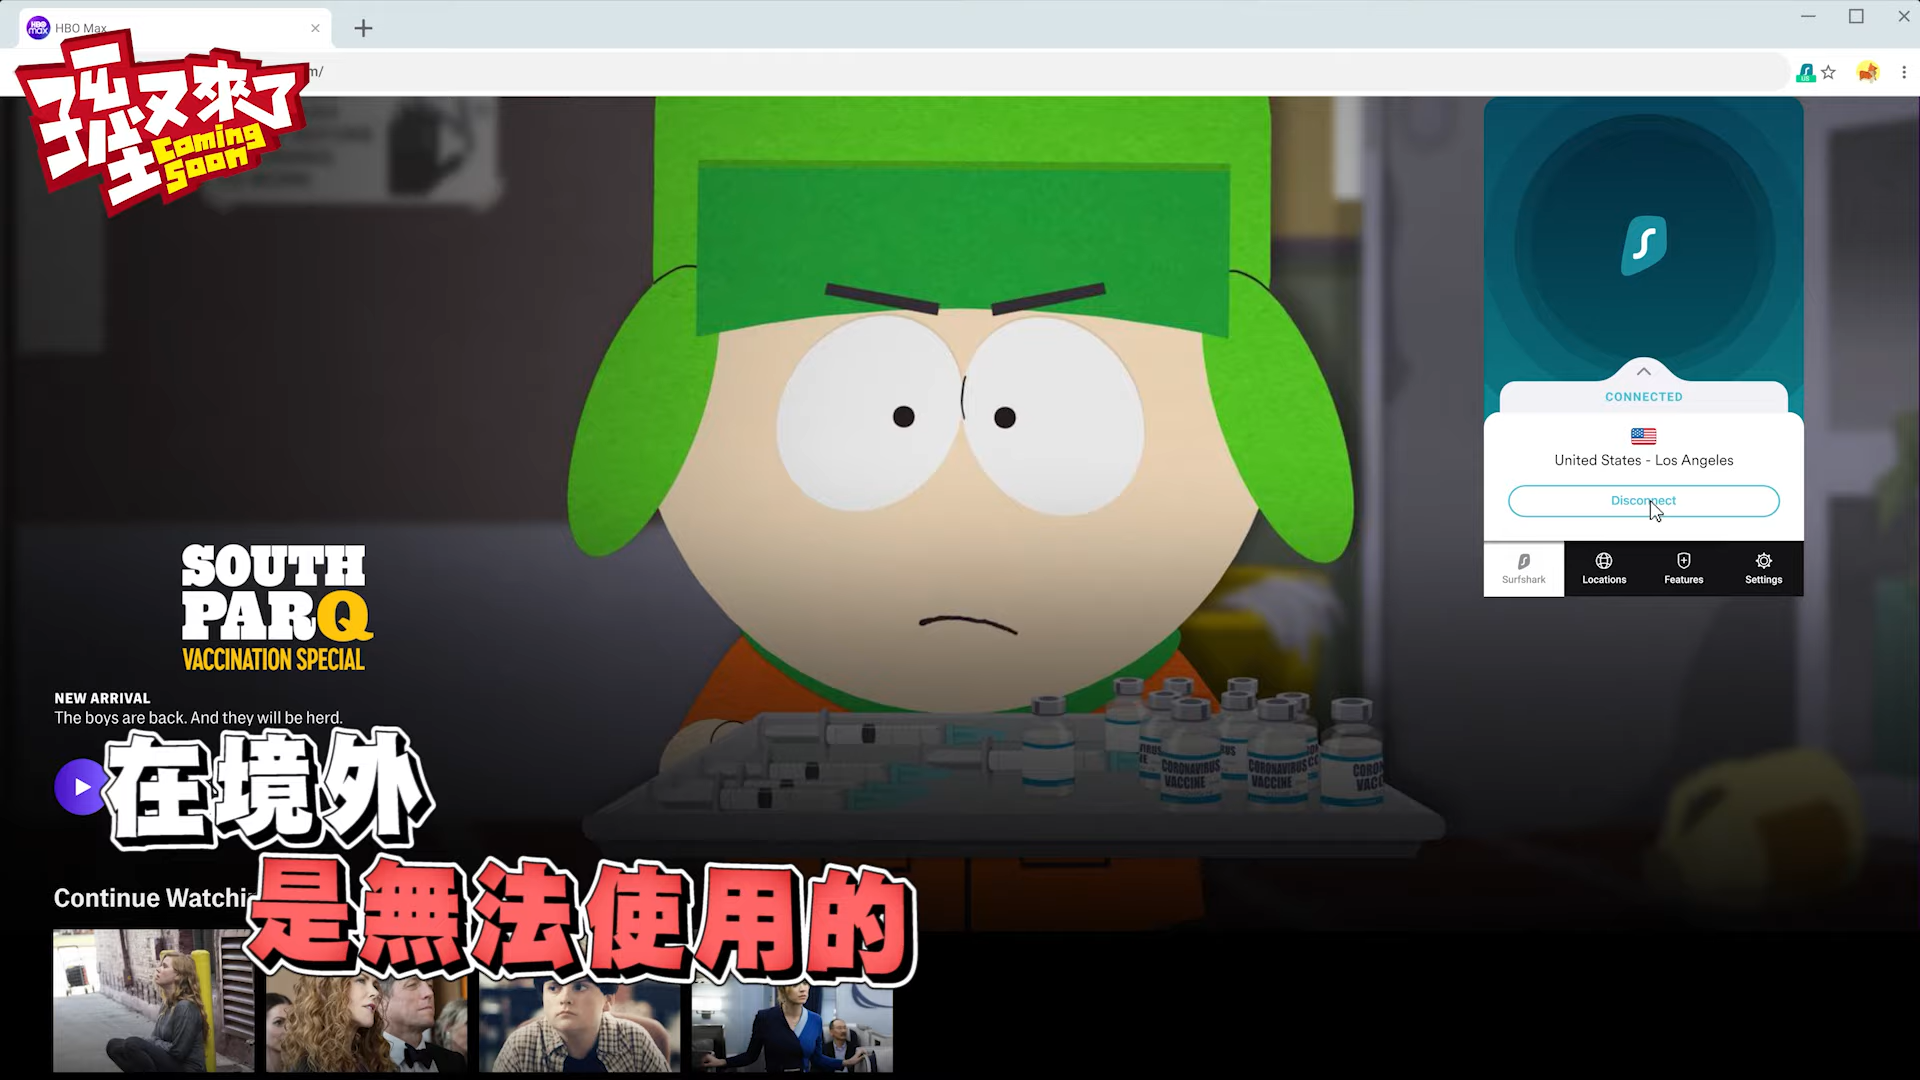 HBO Max
m/
強聖又來了
Coming
Soon
CONNECTED
United States - Los Angeles
Disconnect
Surfshark
Locations
Features
Settings
SOUTH
PARQ
VACCINATION SPECIAL
NEW ARRIVAL
The boys are back. And they will be herd.
CORONAVIRUS
VACCINE
CORONAVIRUS
VACCINE
在境外
是無法使用的
Continue Watchi